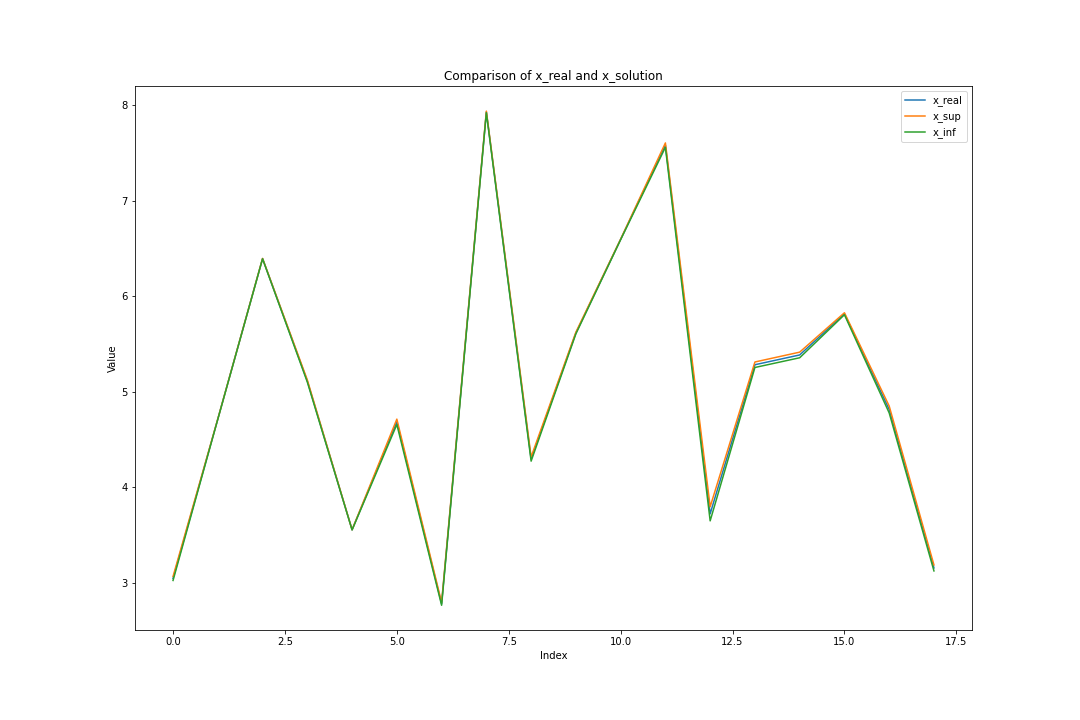 Comparison of x_real and x_solution
x_real
x_sup
x_inf
8
7
6
5
4
3
Value
0.0 2.5 5.0 7.5 10.0 12.5 15.0 17.5
Index